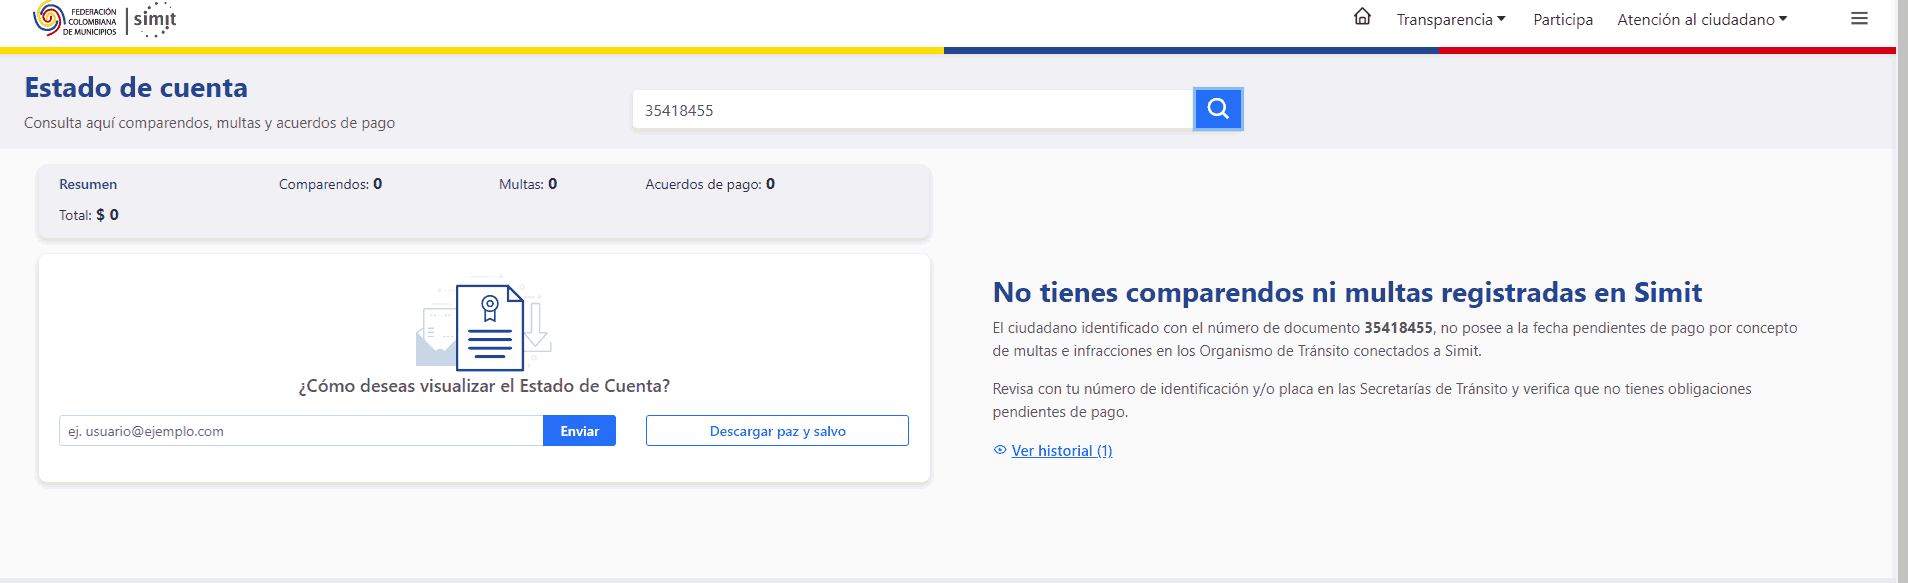 FEDERACIÓN
COLOMBIANA
DE MUNICIPIOS
simit
Transparencia
Participa
Atención al ciudadano
Estado de cuenta
Consulta aquí comparendos, multas y acuerdos de pago
35418455
Resumen
Comparendos: 0
Multas: 0
Acuerdos de pago: 0
Total: $ 0
¿Cómo deseas visualizar el Estado de Cuenta?
ej. usuario@ejemplo.com
Enviar
Descargar paz y salvo
No tienes comparendos ni multas registradas en Simit
El ciudadano identificado con el número de documento 35418455, no posee a la fecha pendientes de pago por concepto
de multas e infracciones en los Organismo de Tránsito conectados a Simit.
Revisa con tu número de identificación y/o placa en las Secretarías de Tránsito y verifica que no tienes obligaciones
pendientes de pago.
Ver historial (1)